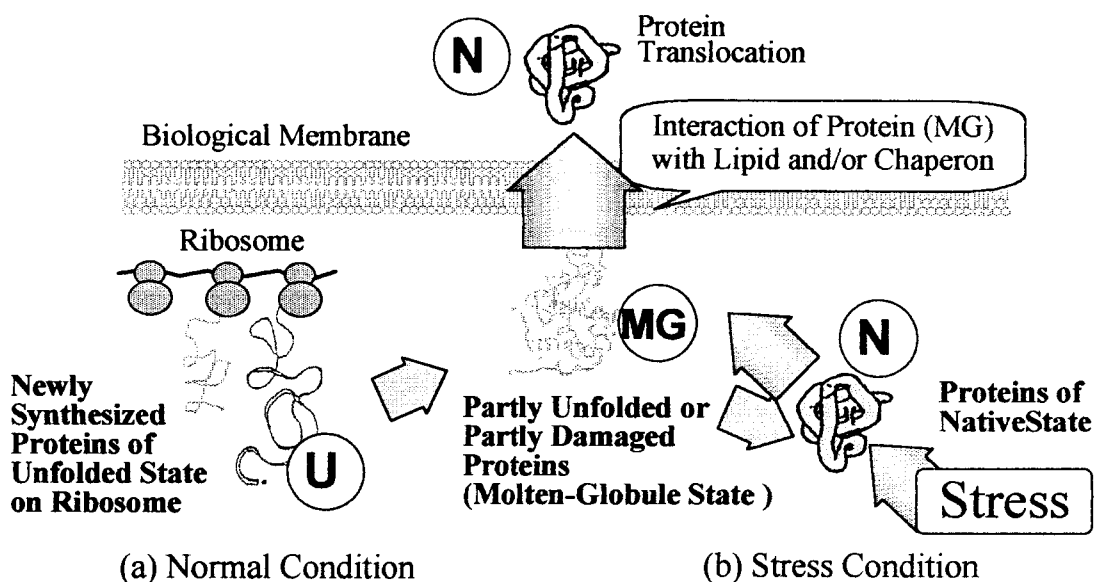 N
Protein
Translocation
Biological Membrane
Interaction of Protein (MG)
with Lipid and/or Chaperon
Ribosome
MG
N
Newly
Synthesized
Proteins of
Unfolded State
on Ribosome
U
Partly Unfolded or
Partly Damaged
Proteins
(Molten-Globule State )
Proteins of
NativeState
Stress
(a) Normal Condition
(b) Stress Condition